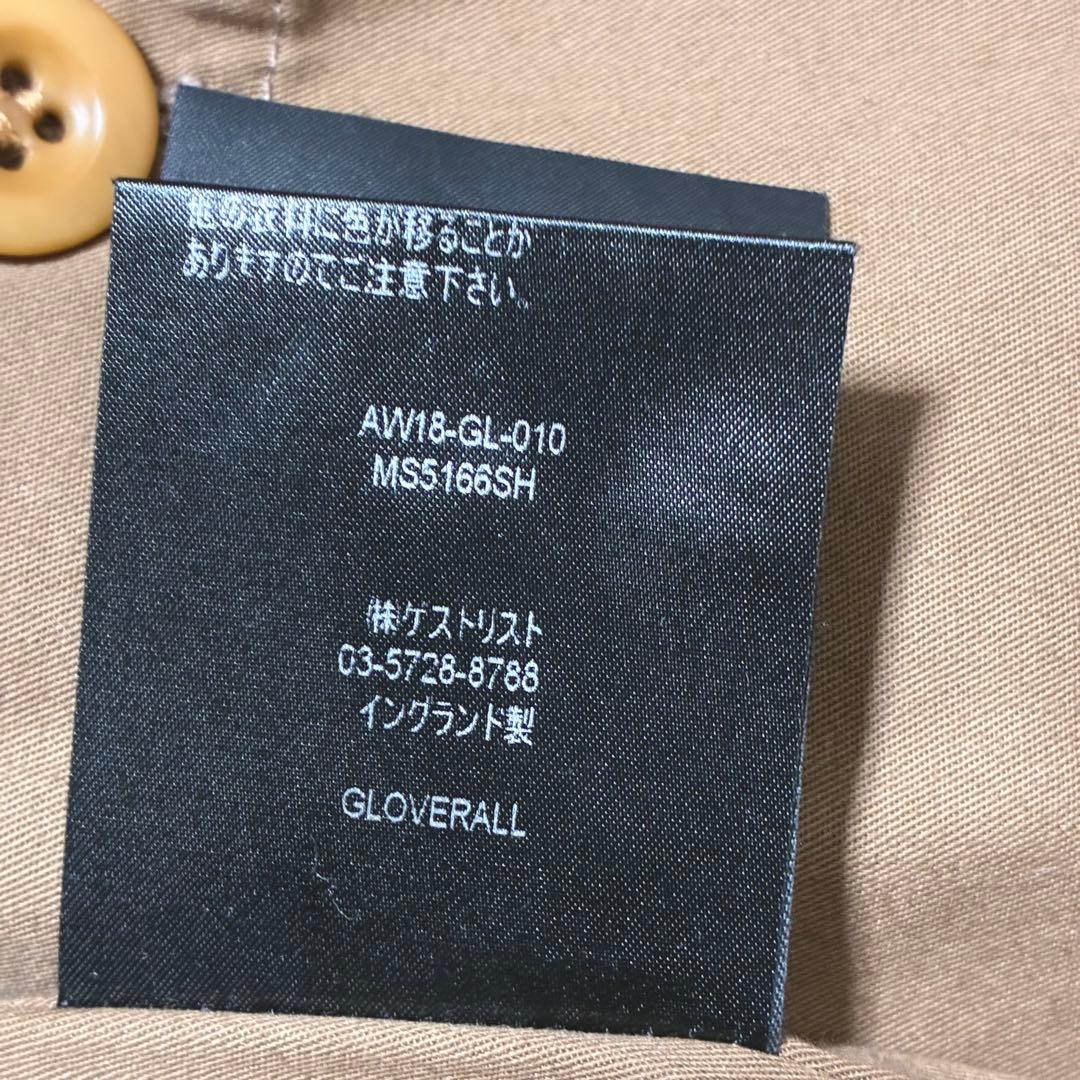 他の衣料に色が移ることが
ありますのでご注意下さい。
AW18-GL-010
MS5166SH
㈱ゲストリスト
03-5728-8788
イングランド製
GLOVERALL